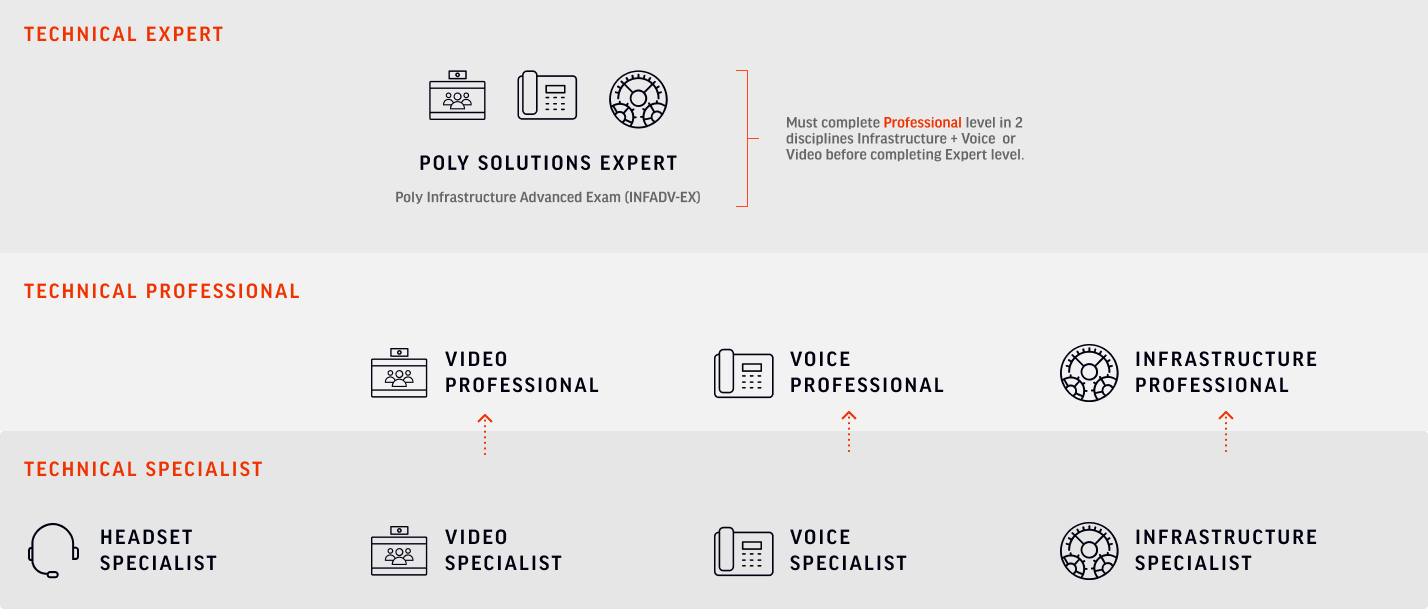 TECHNICAL EXPERT
POLY SOLUTIONS EXPERT
Poly Infrastructure Advanced Exam (INFADV-EX)
Must complete Professional level in 2
disciplines Infrastructure + Voice or
Video before completing Expert level.
TECHNICAL PROFESSIONAL
VIDEO
PROFESSIONAL
VOICE
PROFESSIONAL
INFRASTRUCTURE
PROFESSIONAL
TECHNICAL SPECIALIST
HEADSET
SPECIALIST
VIDEO
SPECIALIST
VOICE
SPECIALIST
INFRASTRUCTURE
SPECIALIST